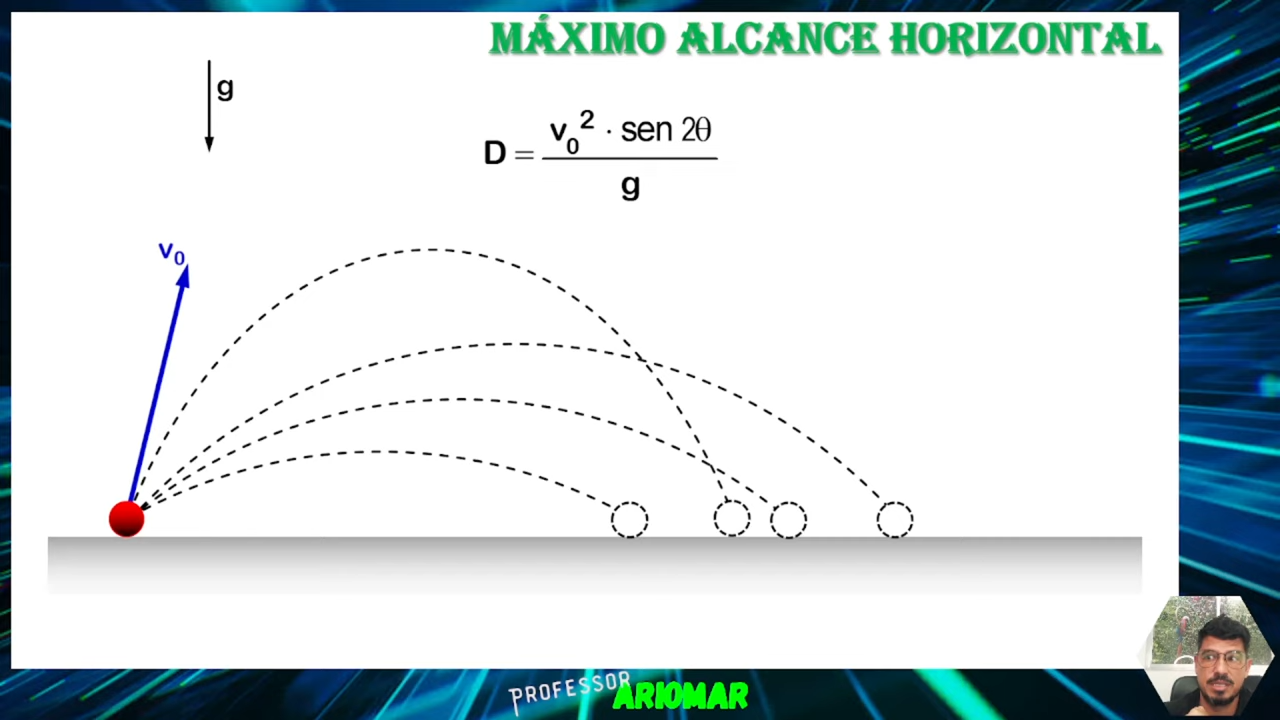 MÁXIMO ALCANCE HORIZONTAL
g
D = v₀² · sen 2θ / g
v₀
PROFESSOR ARIOMAR